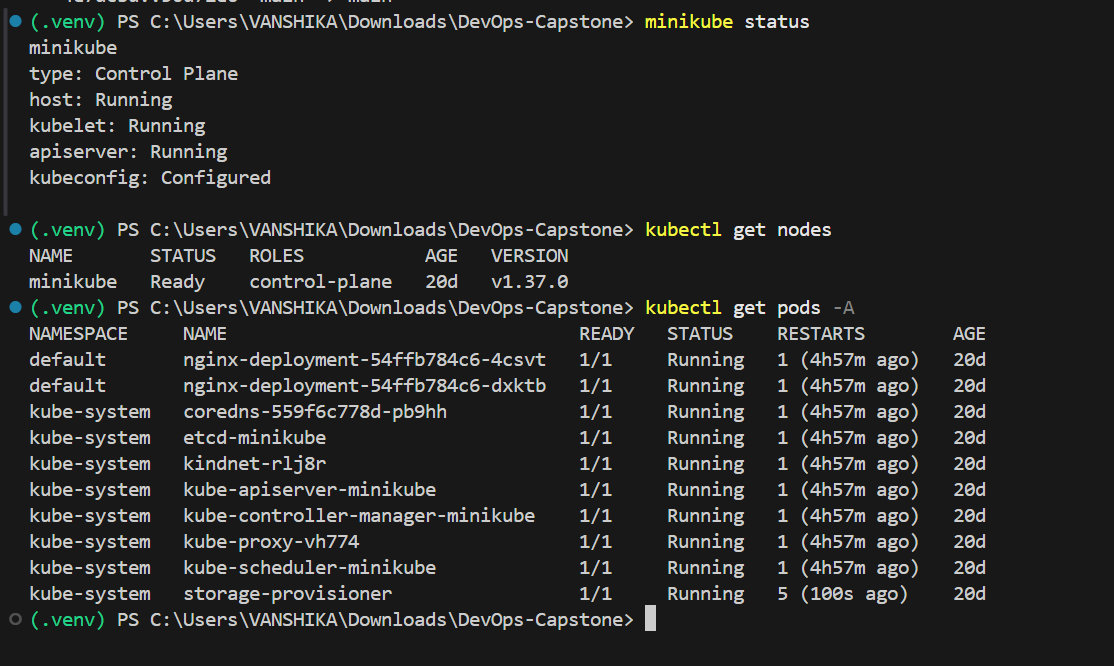 (.venv) PS C:\Users\VANSHIKA\Downloads\DevOps-Capstone> minikube status
minikube
type: Control Plane
host: Running
kubelet: Running
apiserver: Running
kubeconfig: Configured
(.venv) PS C:\Users\VANSHIKA\Downloads\DevOps-Capstone> kubectl get nodes
NAME STATUS ROLES AGE VERSION
minikube Ready control-plane 20d v1.37.0
(.venv) PS C:\Users\VANSHIKA\Downloads\DevOps-Capstone> kubectl get pods -A
NAMESPACE NAME READY STATUS RESTARTS AGE
default nginx-deployment-54ffb784c6-4csvt 1/1 Running 1 (4h57m ago) 20d
default nginx-deployment-54ffb784c6-dxktb 1/1 Running 1 (4h57m ago) 20d
kube-system coredns-559f6c778d-pb9hh 1/1 Running 1 (4h57m ago) 20d
kube-system etcd-minikube 1/1 Running 1 (4h57m ago) 20d
kube-system kindnet-rlj8r 1/1 Running 1 (4h57m ago) 20d
kube-system kube-apiserver-minikube 1/1 Running 1 (4h57m ago) 20d
kube-system kube-controller-manager-minikube 1/1 Running 1 (4h57m ago) 20d
kube-system kube-proxy-vh774 1/1 Running 1 (4h57m ago) 20d
kube-system kube-scheduler-minikube 1/1 Running 1 (4h57m ago) 20d
kube-system storage-provisioner 1/1 Running 5 (100s ago) 20d
(.venv) PS C:\Users\VANSHIKA\Downloads\DevOps-Capstone>